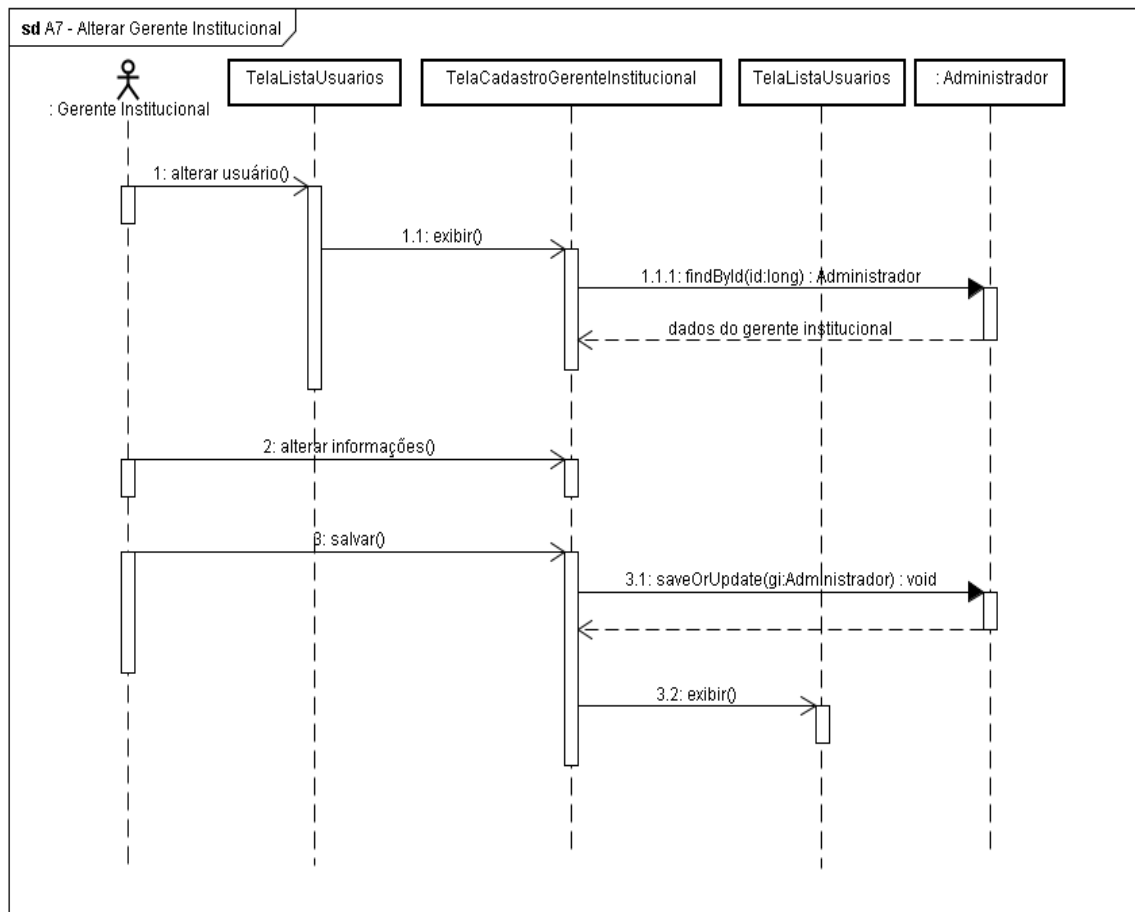 sd A7 - Alterar Gerente Institucional
: Gerente Institucional
TelaListaUsuarios
TelaCadastroGerenteInstitucional
TelaListaUsuarios
: Administrador
1: alterar usuário()
1.1: exibir()
1.1.1: findById(id:long) : Administrador
dados do gerente institucional
2: alterar informações()
3: salvar()
3.1: saveOrUpdate(gi:Administrador) : void
3.2: exibir()